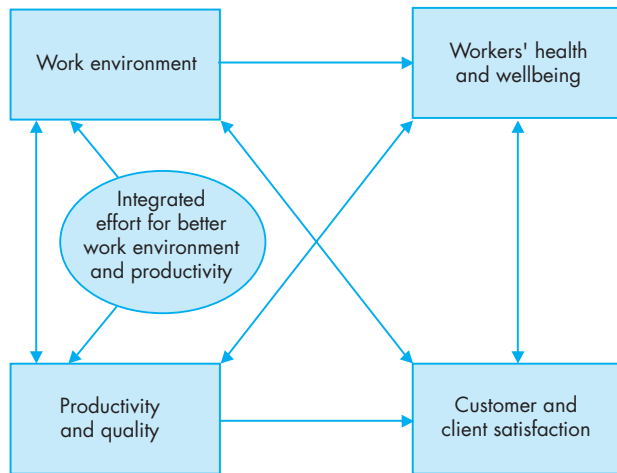 Work environment
Workers' health
and wellbeing
Integrated
effort for better
work environment
and productivity
Productivity
and quality
Customer and
client satisfaction